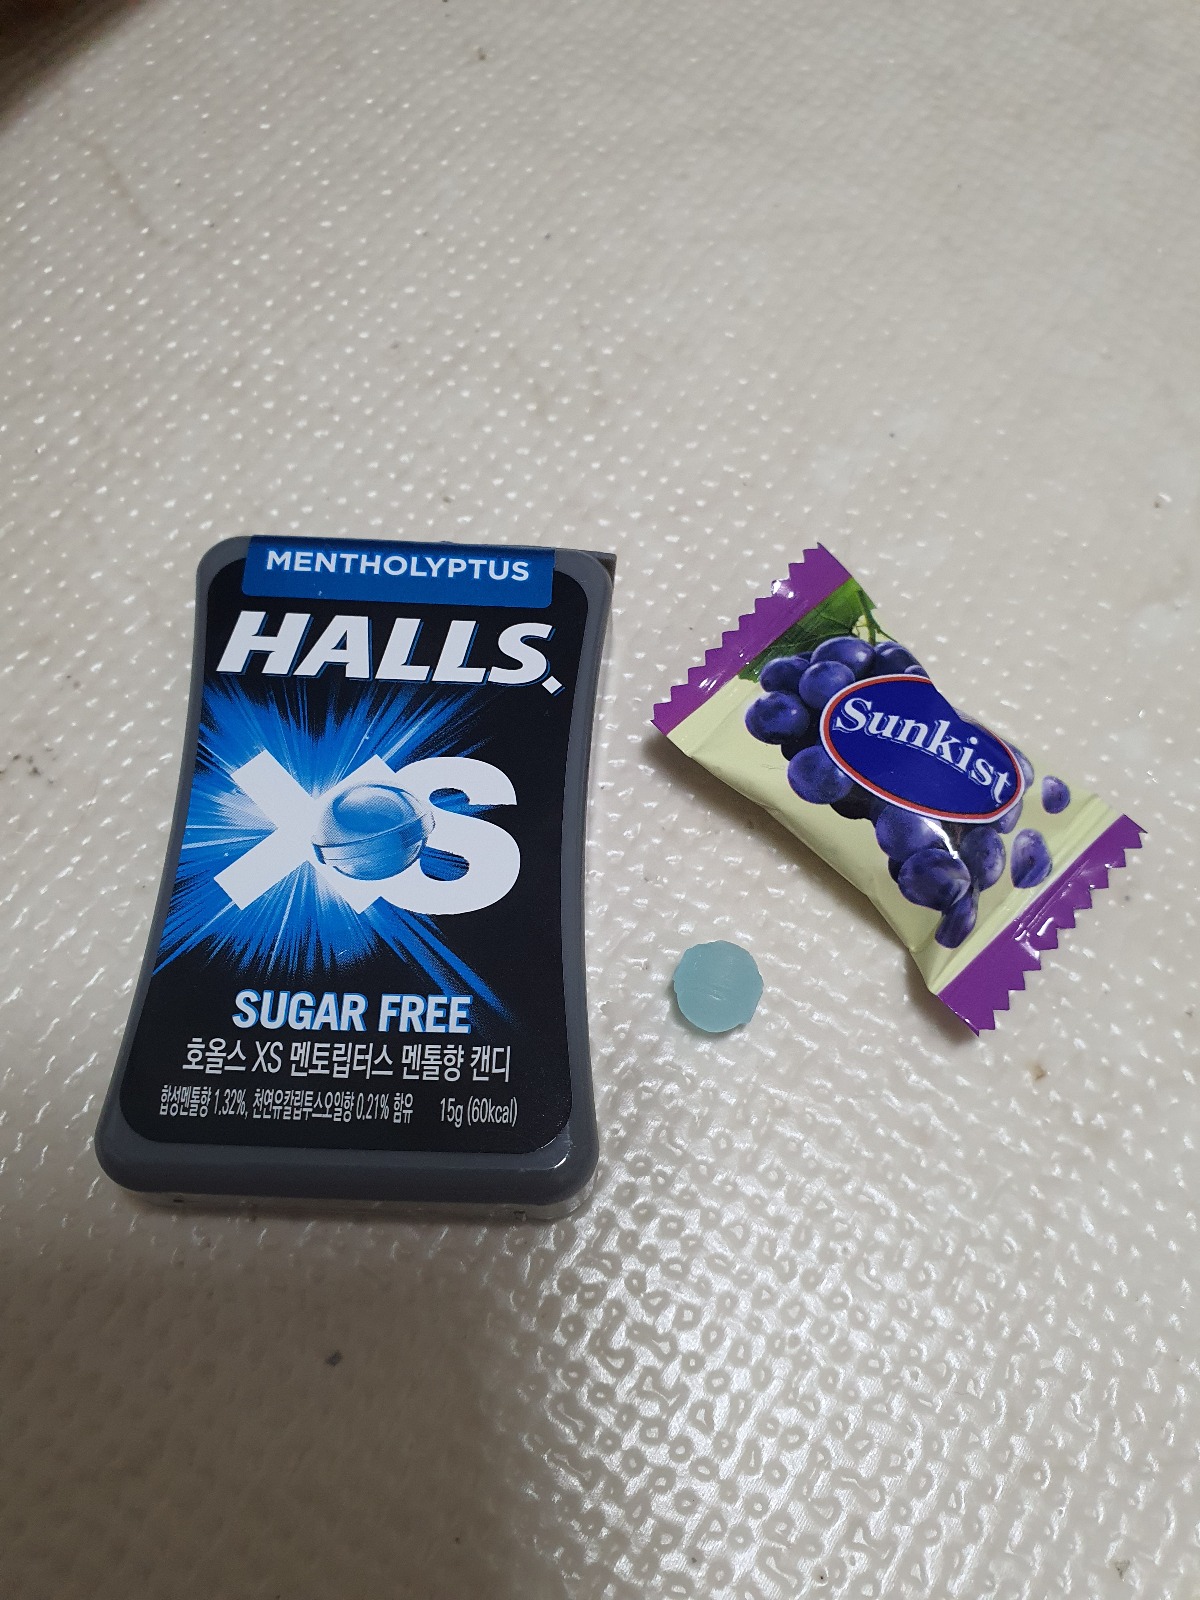 MENTHOLYPTUS
HALLS.
XS
SUGAR FREE
호올스 XS 멘토립터스 멘톨향 캔디
합성멘톨향 1.32%, 천연유칼립투스오일향 0.21% 함유 15g (60kcal)
Sunkist